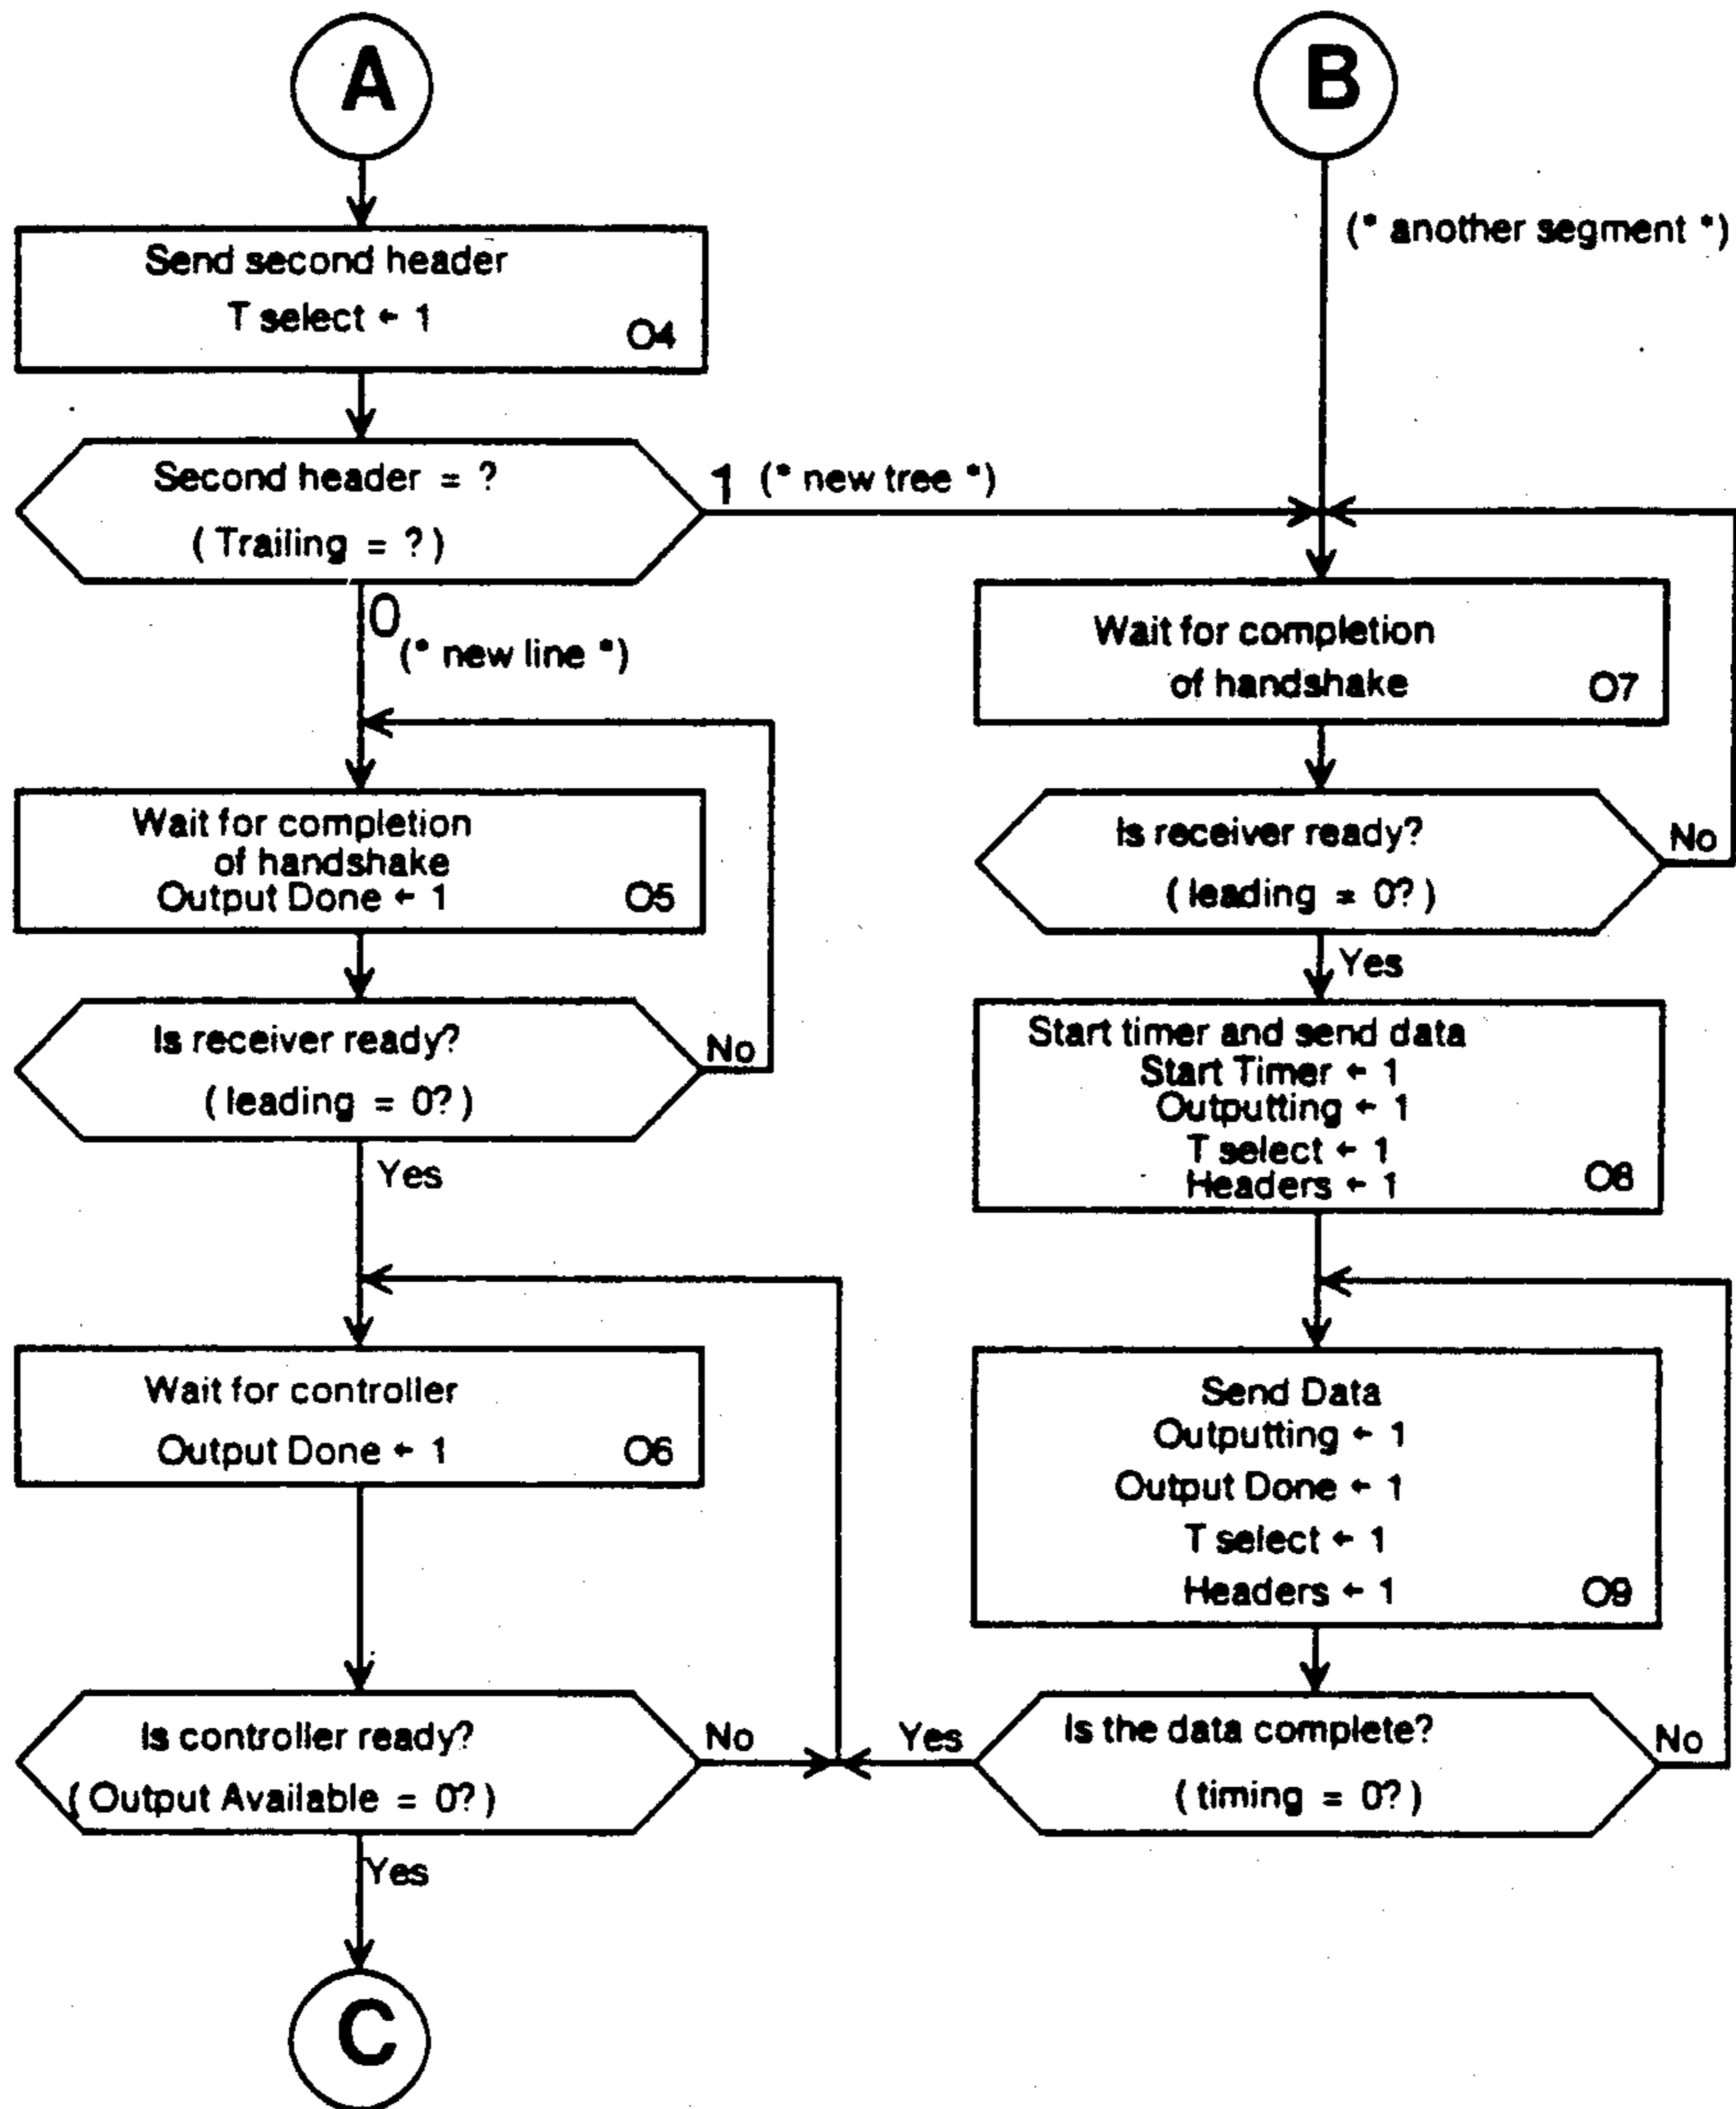 A
Send second header
T select ← 1
O4
Second header = ?
( Trailing = ? )
1 (* new tree *)
0
(* new line *)
Wait for completion
of handshake
Output Done ← 1
O5
Is receiver ready?
( leading = 0? )
No
Yes
Wait for controller
Output Done ← 1
O6
Is controller ready?
( Output Available = 0? )
No
Yes
C
B
(* another segment *)
Wait for completion
of handshake
O7
Is receiver ready?
( leading = 0? )
No
Yes
Start timer and send data
Start Timer ← 1
Outputting ← 1
T select ← 1
Headers ← 1
O8
Send Data
Outputting ← 1
Output Done ← 1
T select ← 1
Headers ← 1
O9
Is the data complete?
( timing = 0? )
Yes
No